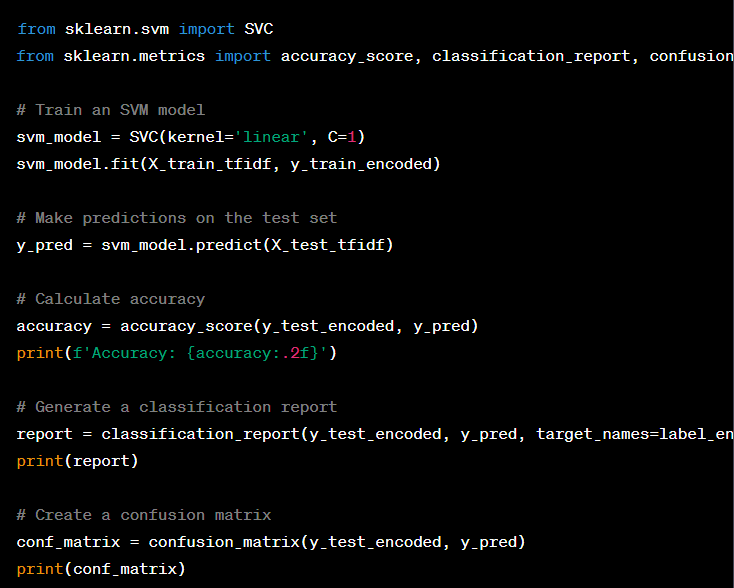 from sklearn.svm import SVC
from sklearn.metrics import accuracy_score, classification_report, confusion
# Train an SVM model
svm_model = SVC(kernel='linear', C=1)
svm_model.fit(X_train_tfidf, y_train_encoded)
# Make predictions on the test set
y_pred = svm_model.predict(X_test_tfidf)
# Calculate accuracy
accuracy = accuracy_score(y_test_encoded, y_pred)
print(f'Accuracy: {accuracy:.2f}')
# Generate a classification report
report = classification_report(y_test_encoded, y_pred, target_names=label_en
print(report)
# Create a confusion matrix
conf_matrix = confusion_matrix(y_test_encoded, y_pred)
print(conf_matrix)